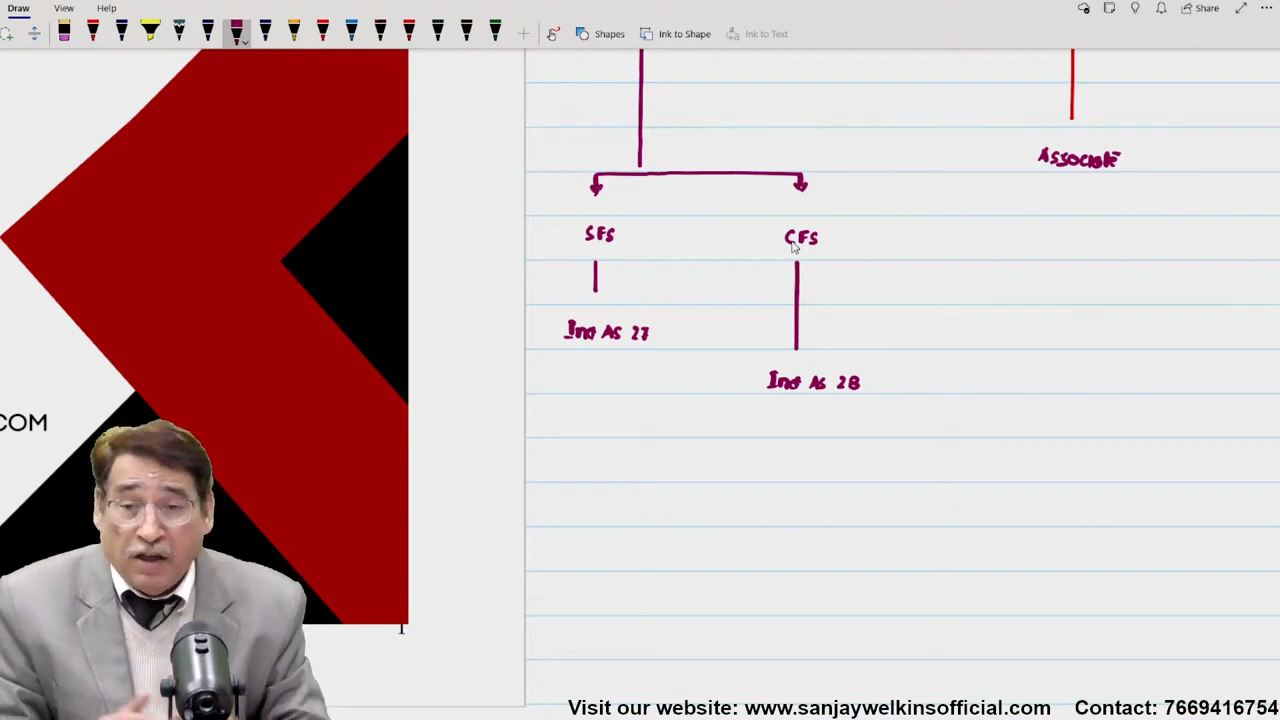 Draw View Help Share
Shapes Ink to Shape Ink to Text
Associate
SFS CFS
Ind AS 27
Ind AS 28
COM
Visit our website: www.sanjaywelkinsofficial.com Contact: 7669416754